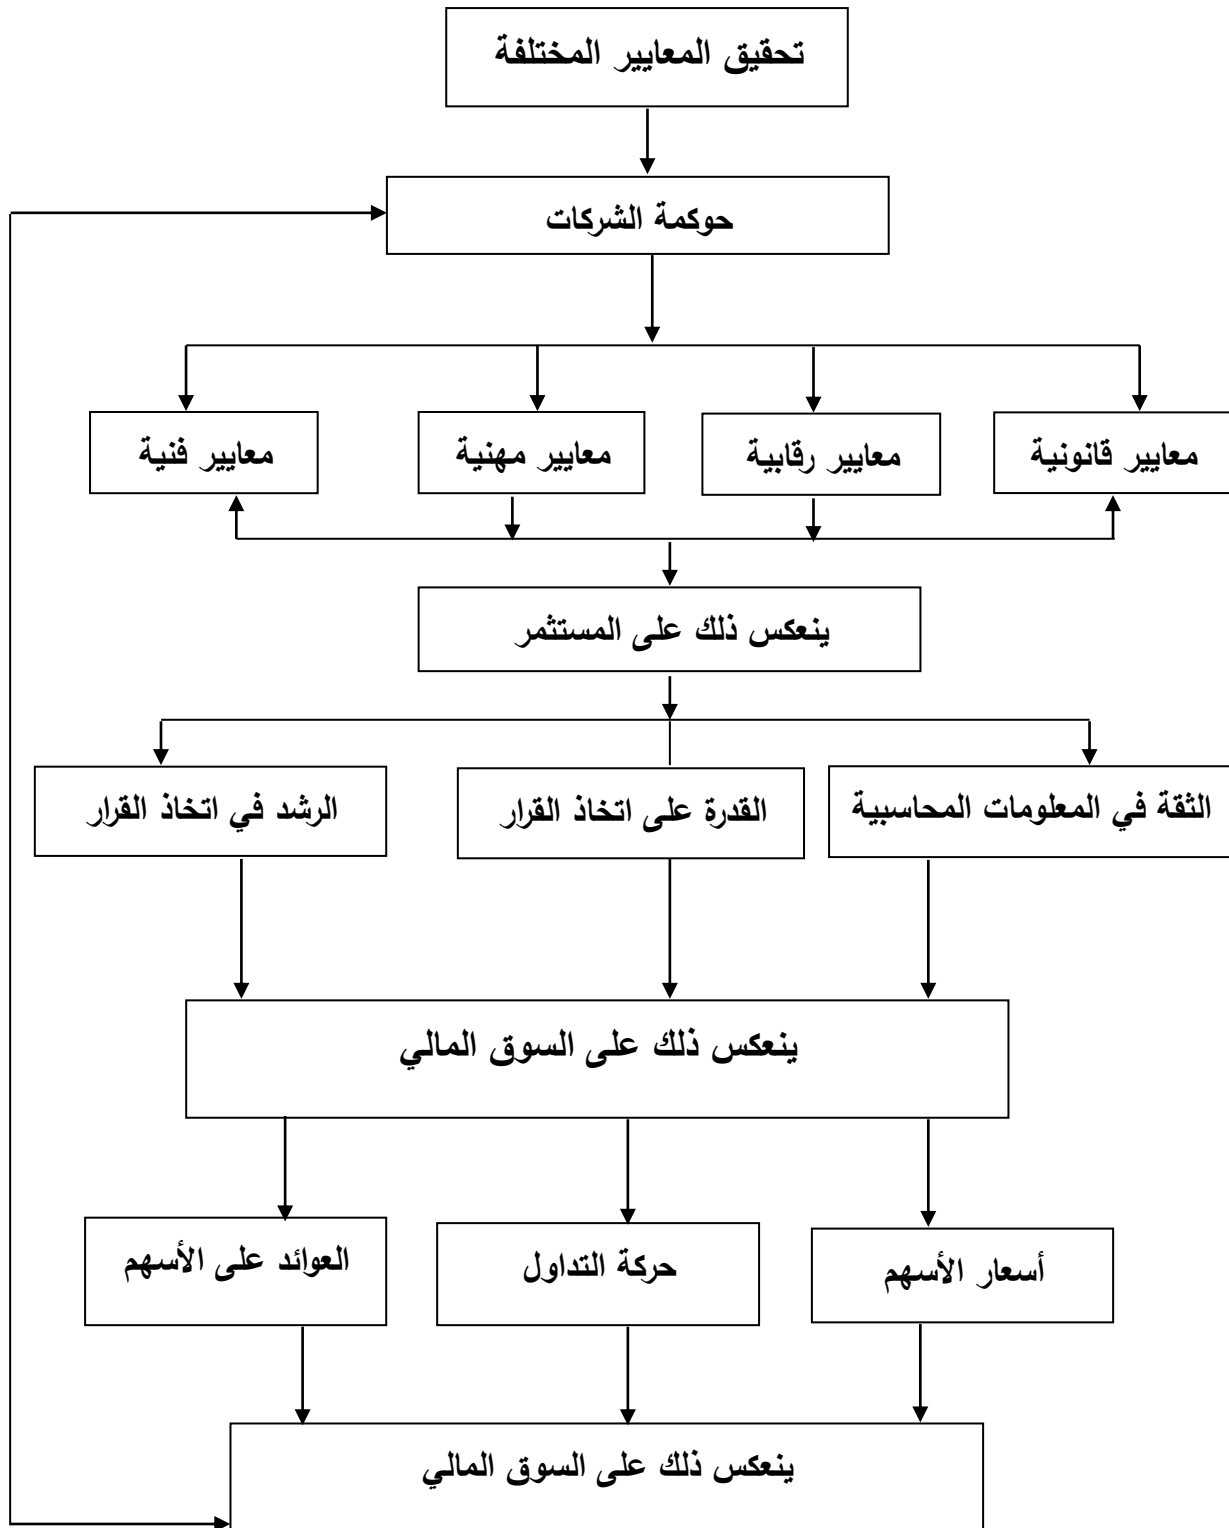 تحقيق المعايير المختلفة
حوكمة الشركات
معايير قانونية
معايير رقابية
معايير مهنية
معايير فنية
ينعكس ذلك على المستثمر
الثقة في المعلومات المحاسبية
القدرة على اتخاذ القرار
الرشد في اتخاذ القرار
ينعكس ذلك على السوق المالي
أسعار الأسهم
حركة التداول
العوائد على الأسهم
ينعكس ذلك على السوق المالي